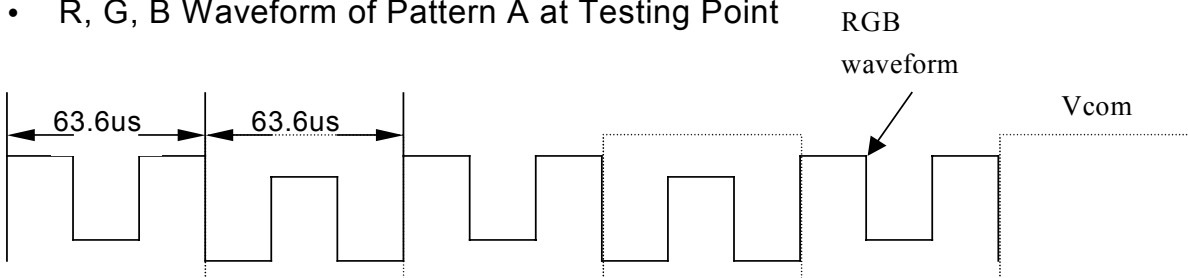 • R, G, B Waveform of Pattern A at Testing Point
RGB
waveform
63.6us
63.6us
Vcom